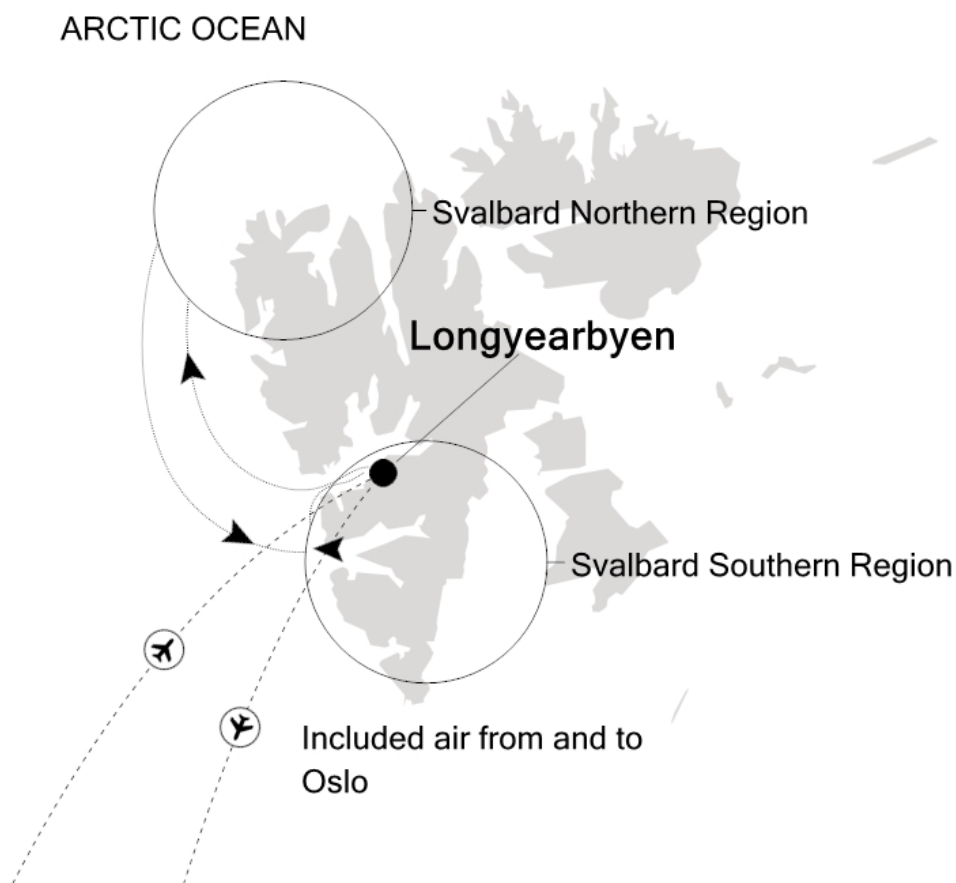 ARCTIC OCEAN
Svalbard Northern Region
Longyearbyen
Svalbard Southern Region
Included air from and to
Oslo